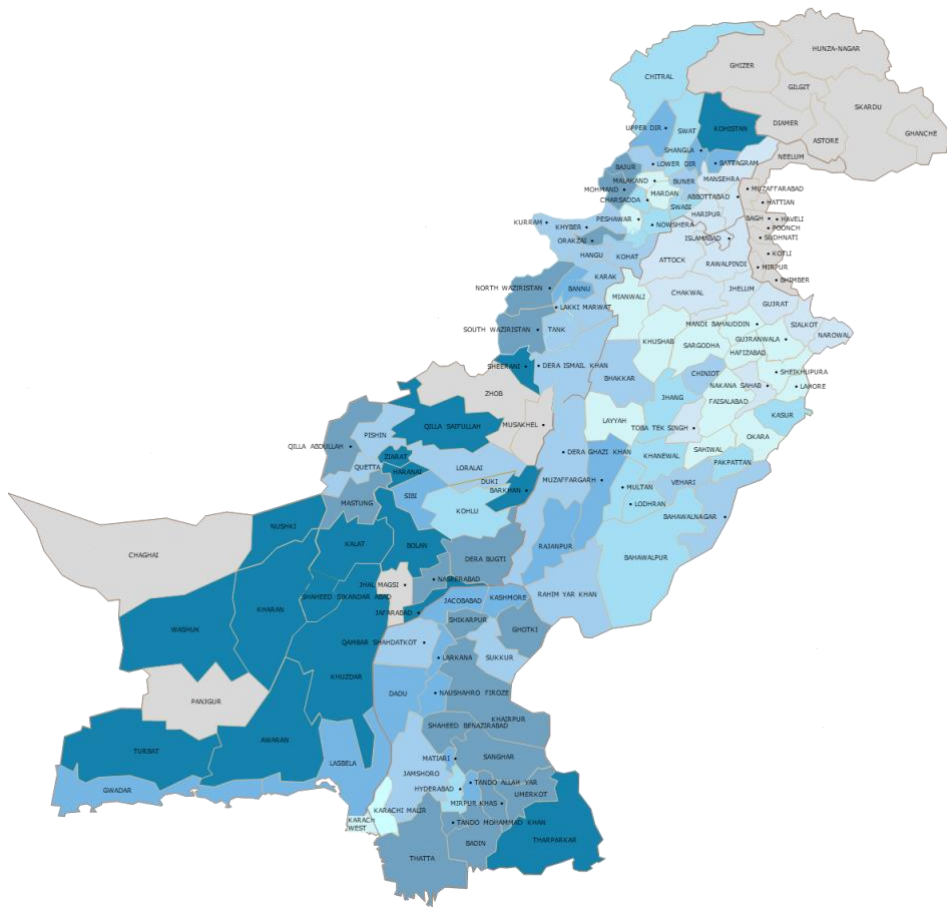 HUNZA-NAGAR
GHIZER
CHITRAL
GILGIT
SKARDU
DIAMER
GHANCHE
UPPER DIR
SWAT
KOHISTAN
ASTORE
SHANGLA
NEELUM
LOWER DIR
BATTAGRAM
BAJUR
MALAKAND
BUNER
MANSEHRA
MOHMAND
MARDAN
MUZAFFARABAD
CHARSADDA
ABBOTTABAD
HATTIAN
SWABI
PESHAWAR
HARIPUR
BAGH
HAVELI
KURRAM
KHYBER
NOWSHERA
POONCH
ORAKZAI
ISLAMABAD
SUDHNATI
HANGU
KOHAT
ATTOCK
RAWALPINDI
KOTLI
MIRPUR
KARAK
BHIMBER
NORTH WAZIRISTAN
BANNU
MIANWALI
CHAKWAL
JHELUM
LAKKI MARWAT
GUJRAT
SOUTH WAZIRISTAN
TANK
MANDI BAHAUDDIN
SIALKOT
KHUSHAB
SARGODHA
GUJRANWALA
NAROWAL
HAFIZABAD
SHEERANI
DERA ISMAIL KHAN
BHAKKAR
CHINIOT
SHEIKHUPURA
ZHOB
JHANG
NAKANA SAHAB
LAHORE
FAISALABAD
QILLA SAIFULLAH
MUSAKHEL
LAYYAH
TOBA TEK SINGH
KASUR
PISHIN
OKARA
QILLA ABDULLAH
DERA GHAZI KHAN
SAHIWAL
ZIARAT
KHANEWAL
PAKPATTAN
QUETTA
HARANAI
LORALAI
MUZAFFARGARH
DUKI
VEHARI
BARKHAN
MULTAN
MASTUNG
SIBI
KOHLU
LODHRAN
BAHAWALNAGAR
NUSHKI
KALAT
BOLAN
RAJANPUR
CHAGHAI
DERA BUGTI
BAHAWALPUR
NASEERABAD
JHAL MAGSI
KHARAN
SHAHEED SIKANDAR ABAD
JACOBABAD
KASHMORE
RAHIM YAR KHAN
JAFARABAD
SHIKARPUR
WASHUK
GHOTKI
QAMBAR SHAHDATKOT
LARKANA
SUKKUR
KHUZDAR
DADU
NAUSHAHRO FIROZE
PANJGUR
KHAIRPUR
SHAHEED BENAZIRABAD
AWARAN
TURBAT
MATIARI
SANGHAR
LASBELA
JAMSHORO
TANDO ALLAH YAR
GWADAR
HYDERABAD
UMERKOT
MIRPUR KHAS
KARACHI MALIR
KARACH
WEST
TANDO MOHAMMAD KHAN
THARPARKAR
BADIN
THATTA